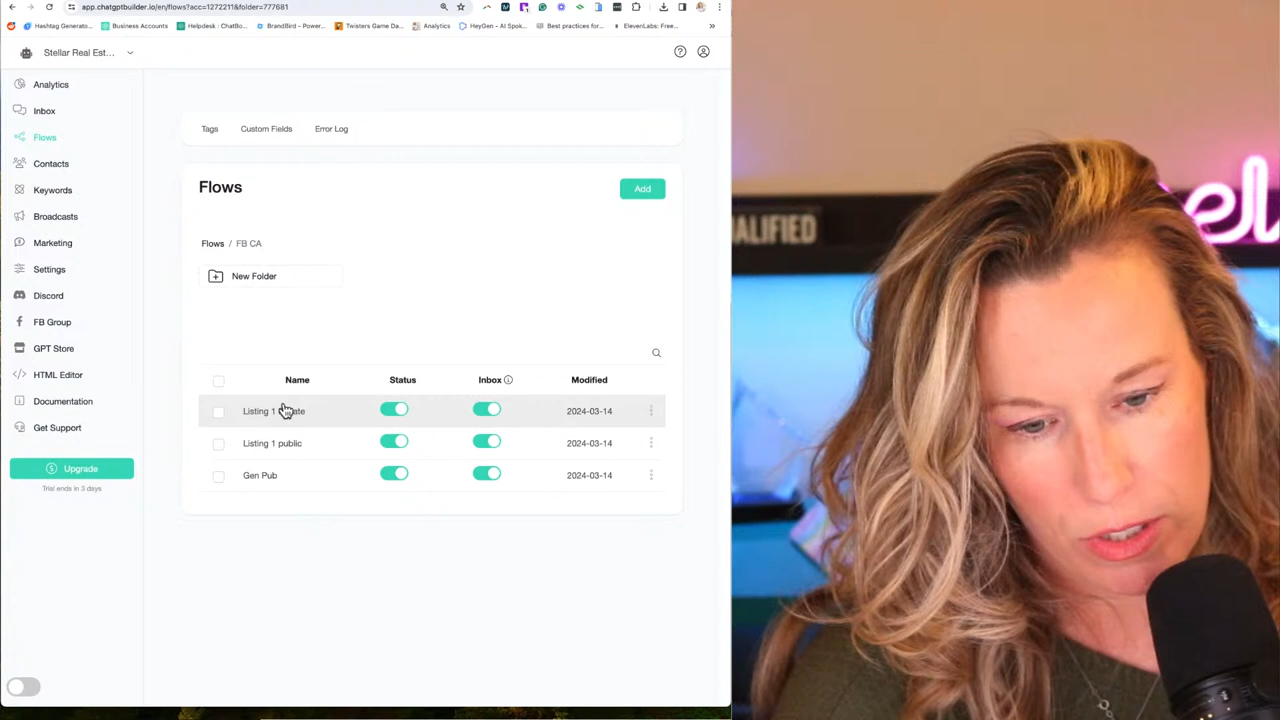 app.chatgptbuilder.io/en/flows?acc=1272211&folder=777681
Hashtag Generato...
Business Accounts
Helpdesk : ChatBo...
BrandBird – Power...
Twisters Game Da...
Analytics
HeyGen - AI Spok...
Best practices for...
ElevenLabs: Free...
Stellar Real Est...
Analytics
Inbox
Flows
Contacts
Keywords
Broadcasts
Marketing
Settings
Discord
FB Group
GPT Store
HTML Editor
Documentation
Get Support
Upgrade
Trial ends in 3 days
Tags Custom Fields Error Log
Flows
Add
Flows / FB CA
New Folder
Name Status Inbox Modified
Listing 1 2024-03-14
Listing 1 public 2024-03-14
Gen Pub 2024-03-14
ALIFIED
el